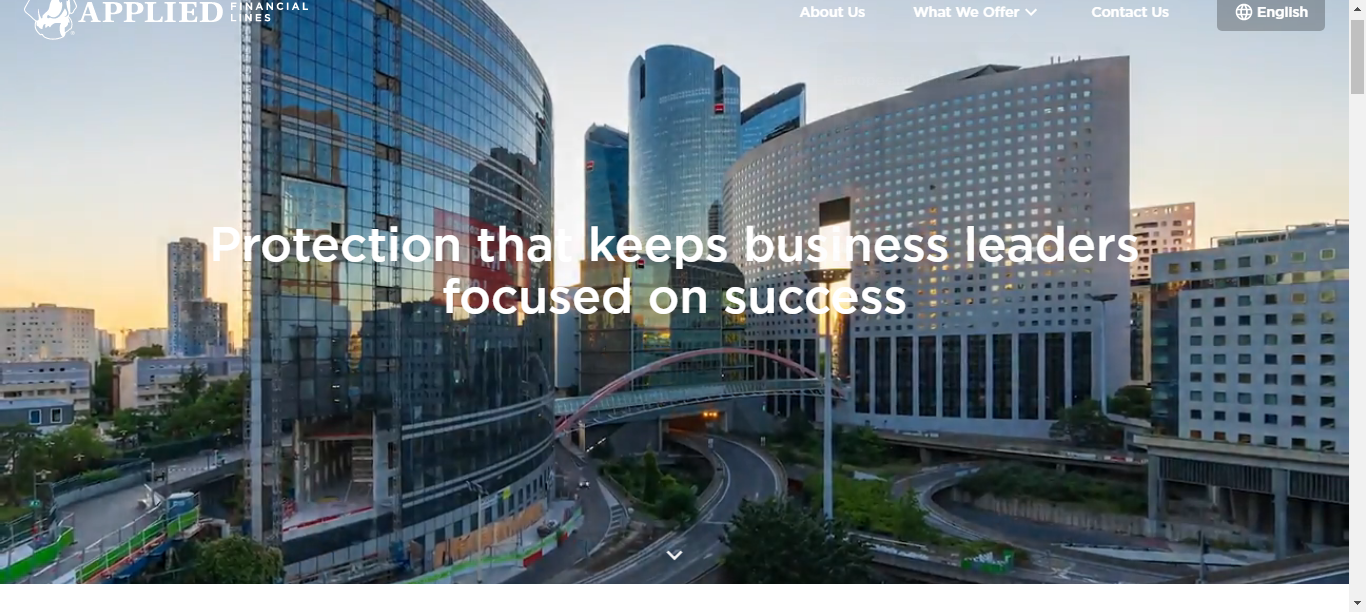 APPLIED
FINANCIAL
LINES
About Us
What We Offer
Contact Us
English
Protection that keeps business leaders
focused on success